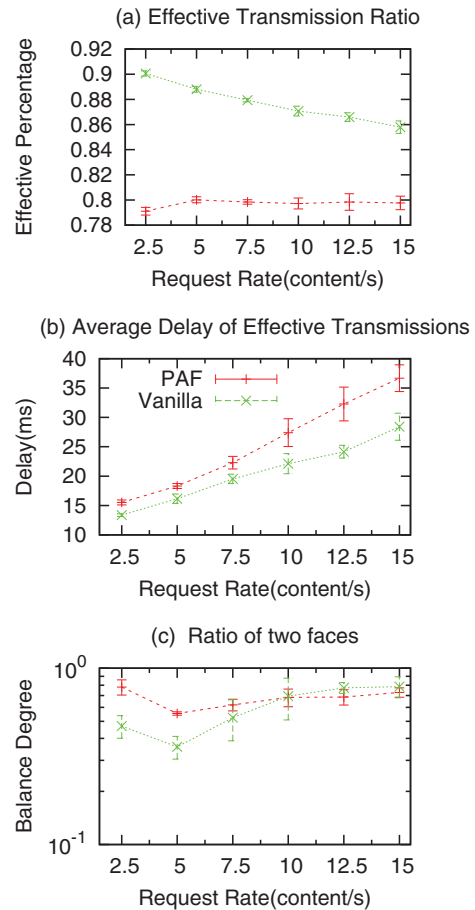 (a) Effective Transmission Ratio
Effective Percentage
0.92
0.9
0.88
0.86
0.84
0.82
0.8
0.78
2.5 5 7.5 10 12.5 15
Request Rate(content/s)
(b) Average Delay of Effective Transmissions
Delay(ms)
40
35
30
25
20
15
10
PAF
Vanilla
2.5 5 7.5 10 12.5 15
Request Rate(content/s)
(c) Ratio of two faces
Balance Degree
10^0
10^-1
2.5 5 7.5 10 12.5 15
Request Rate(content/s)